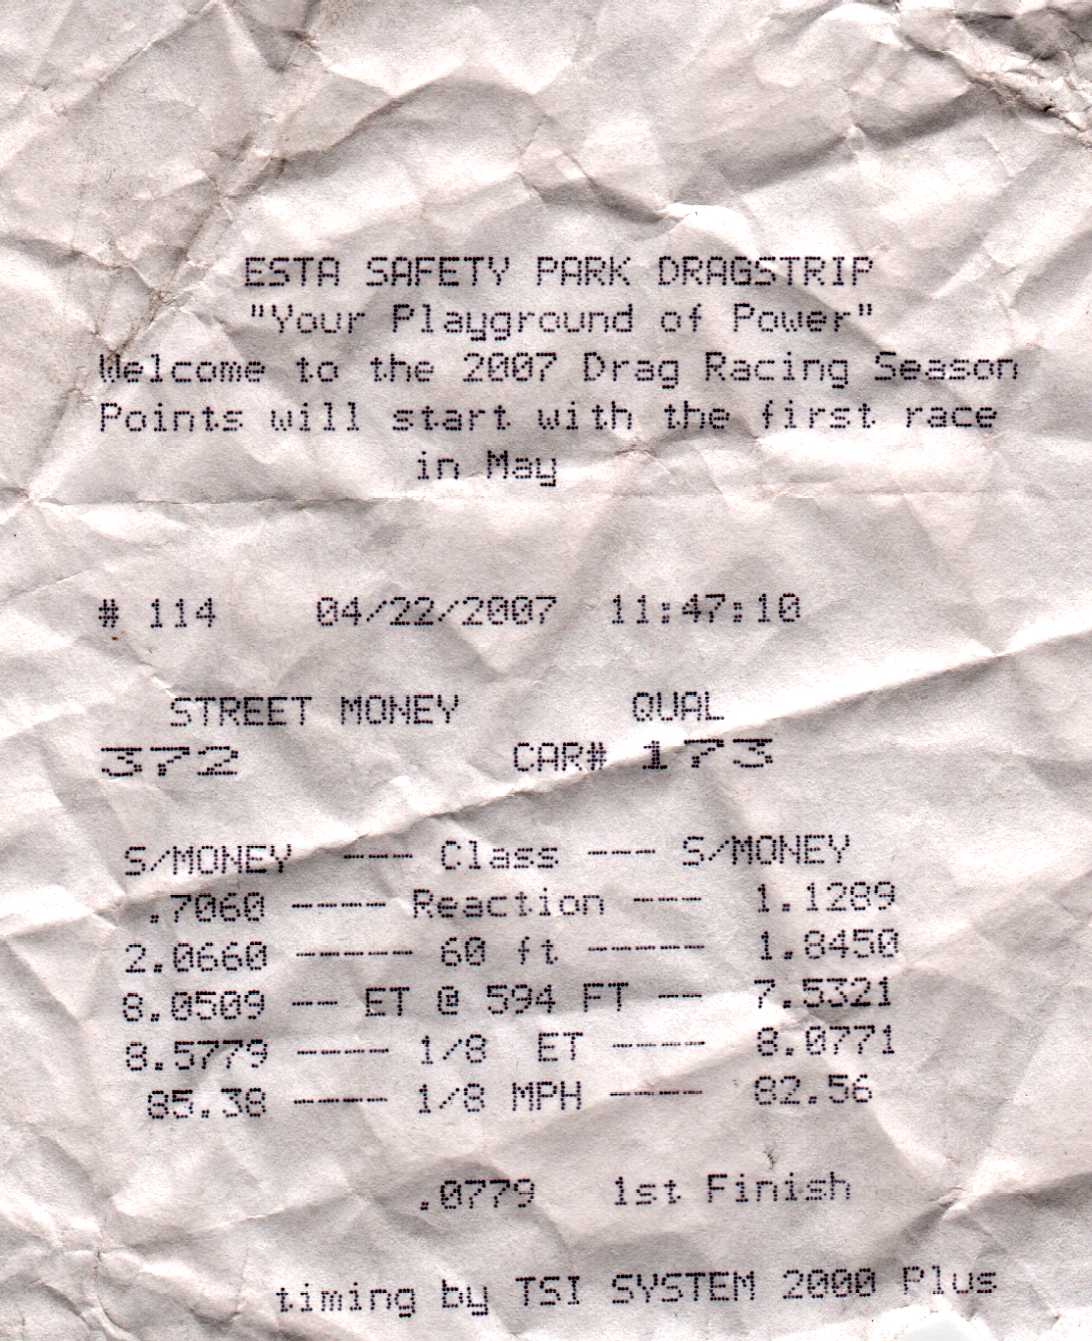 ESTA SAFETY PARK DRAGSTRIP
"Your Playground of Power"
Welcome to the 2007 Drag Racing Season
Points will start with the first race
in May
# 114 04/22/2007 11:47:10
STREET MONEY QUAL
372 CAR# 173
S/MONEY --- Class --- S/MONEY
.7060 ---- Reaction --- 1.1289
2.0660 ----- 60 ft ----- 1.8450
8.0509 -- ET @ 594 FT -- 7.5321
8.5779 ---- 1/8 ET ---- 8.0771
85.38 ---- 1/8 MPH ---- 82.56
.0779 1st Finish
timing by TSI SYSTEM 2000 Plus